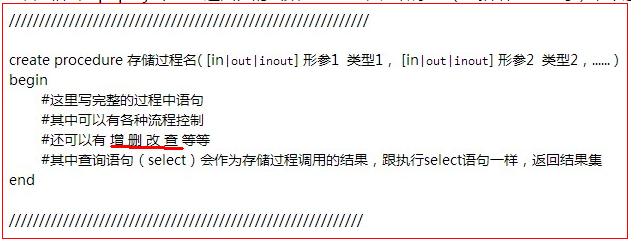 ////////////////////////////////////////////////////////////
create procedure 存储过程名( [in|out|inout] 形参1  类型1， [in|out|inout] 形参2  类型2，...... )
begin
#这里写完整的过程中语句
#其中可以有各种流程控制
#还可以有 增 删 改 查 等等
#其中查询语句（select）会作为存储过程调用的结果，跟执行select语句一样，返回结果集
end
///////////////////////////////////////////////////////////